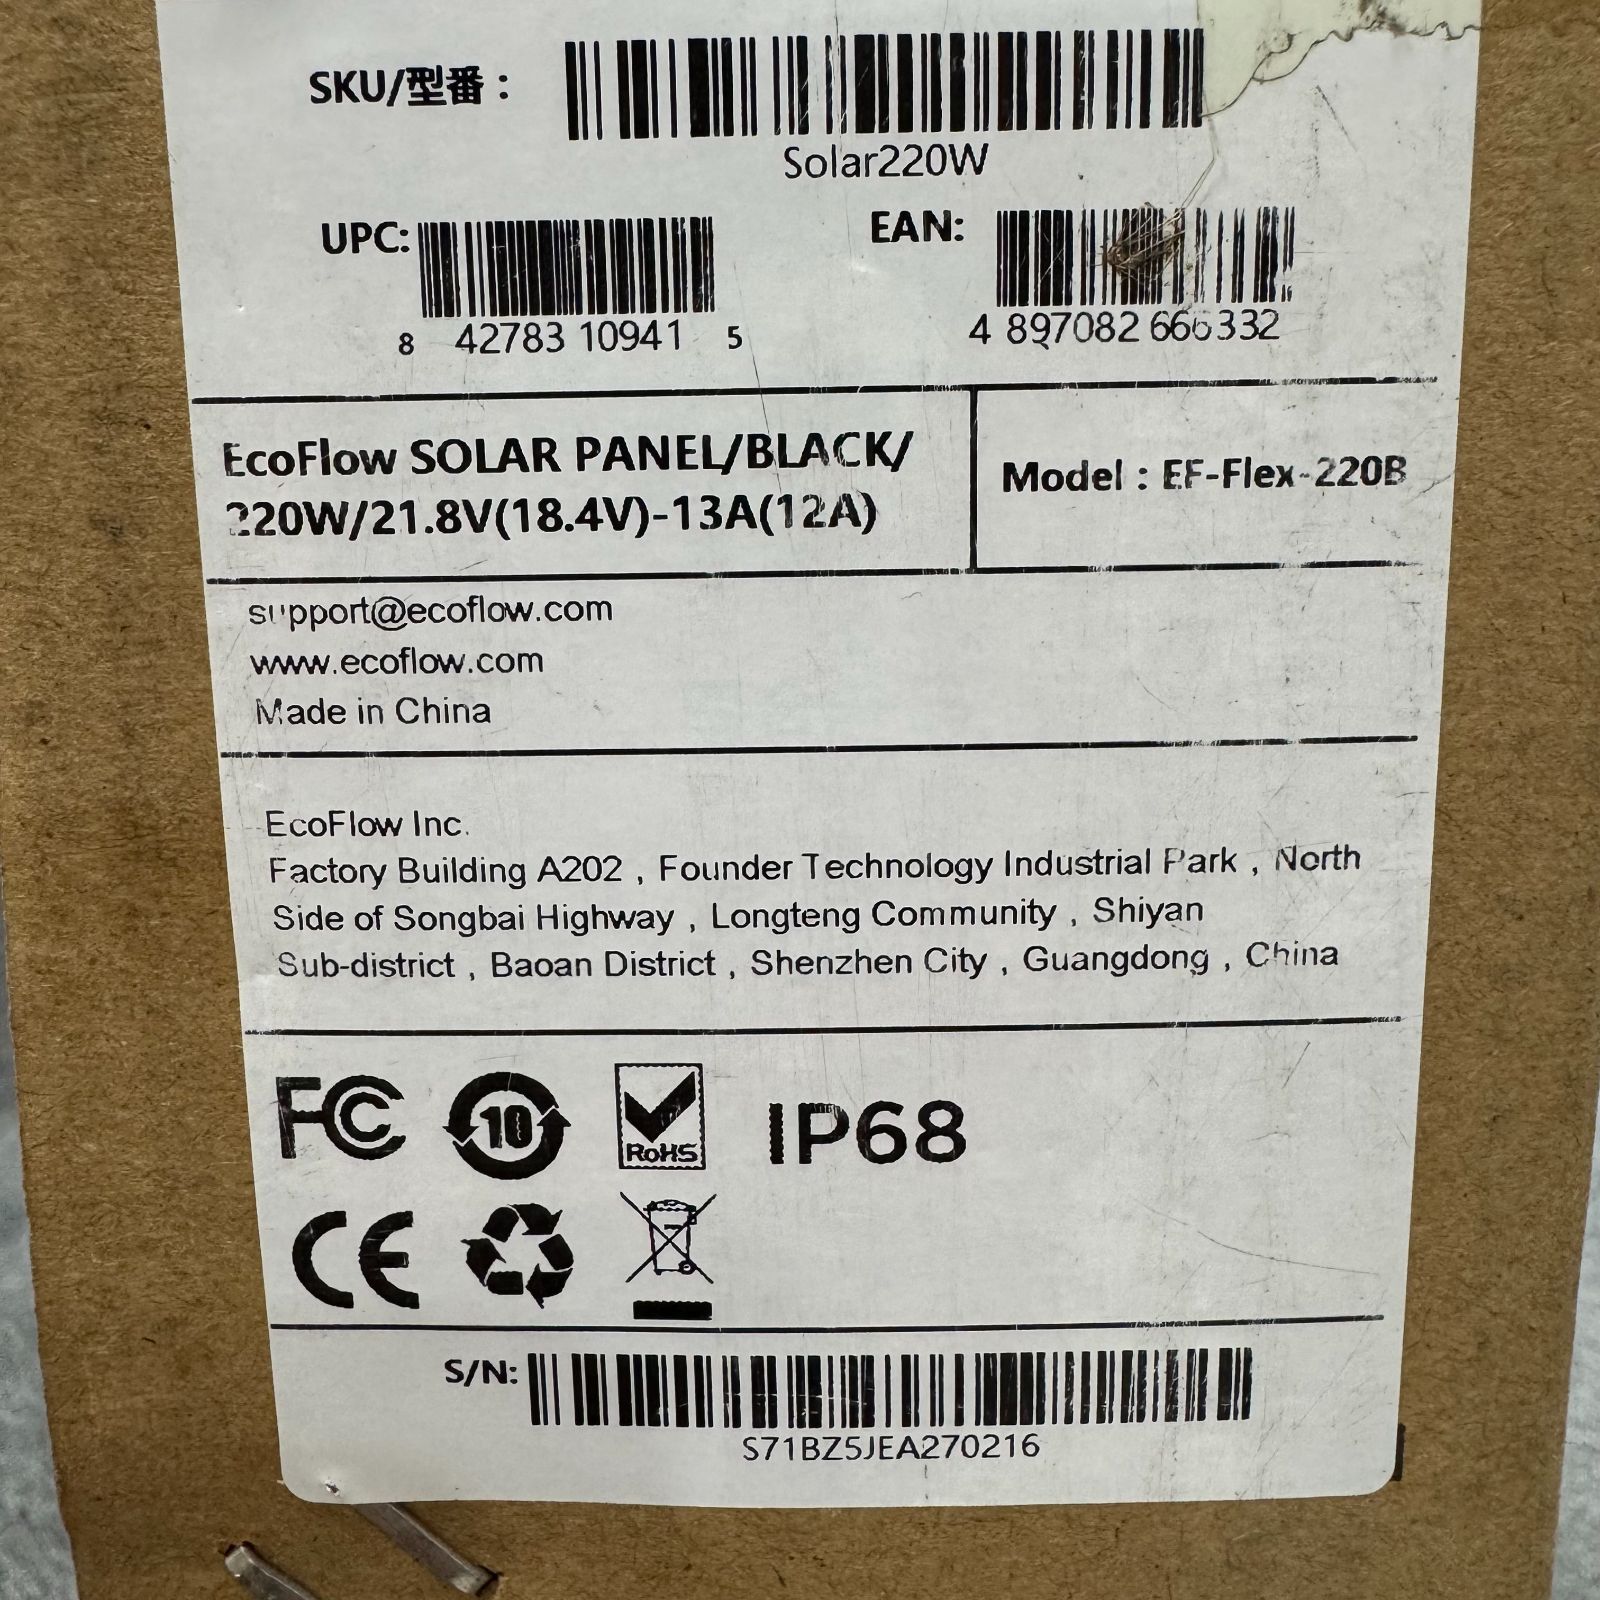 SKU/型番：
Solar220W
UPC:
8 42783 10941 5
EAN:
4 897082 666332
EcoFlow SOLAR PANEL/BLACK/
220W/21.8V(18.4V)-13A(12A)
Model : EF-Flex-220B
support@ecoflow.com
www.ecoflow.com
Made in China
EcoFlow Inc.
Factory Building A202 , Founder Technology Industrial Park , North
Side of Songbai Highway , Longteng Community , Shiyan
Sub-district , Baoan District , Shenzhen City , Guangdong , China
FC 10 RoHS IP68
CE
S/N:
S71BZ5JEA270216